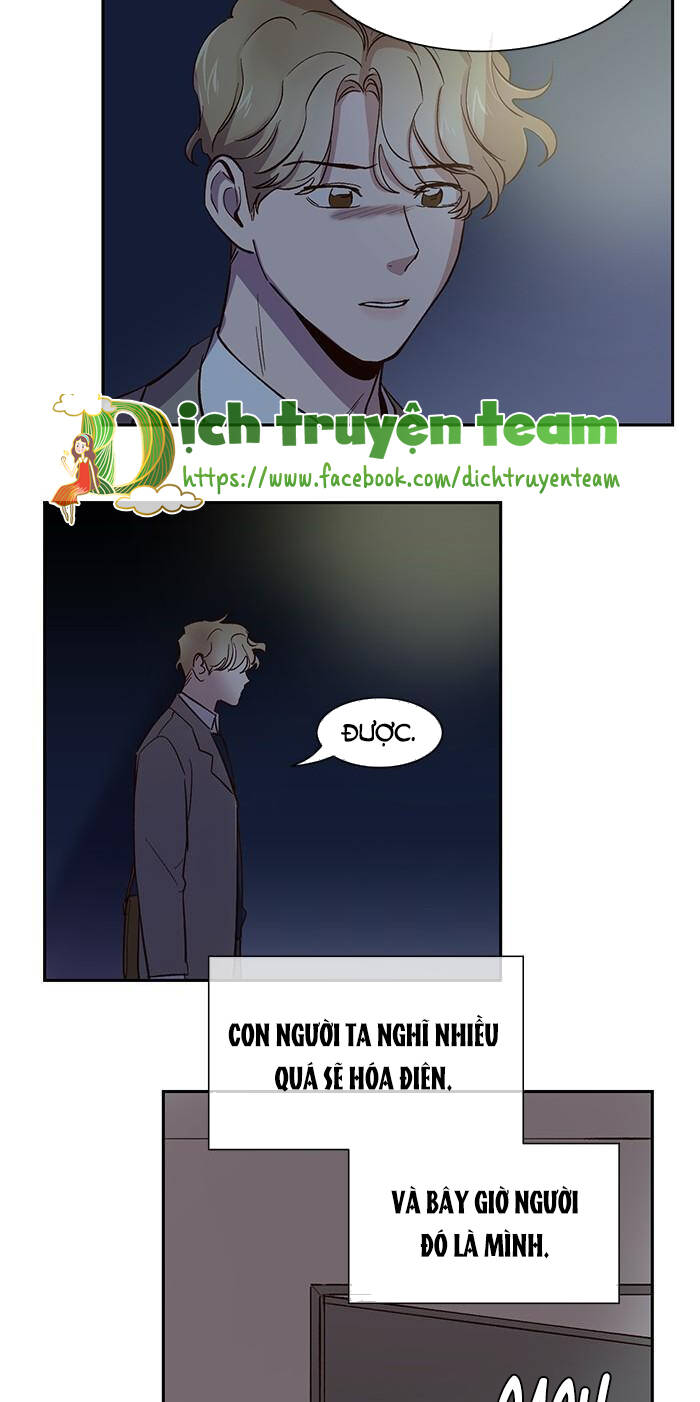 Dịch truyện team
https://www.facebook.com/dichtruyenteam
ĐƯỢC.
CON NGƯỜI TA NGHĨ NHIỀU
QUÁ SẼ HÓA ĐIÊN.
VÀ BÂY GIỜ NGƯỜI
ĐÓ LÀ MÌNH.